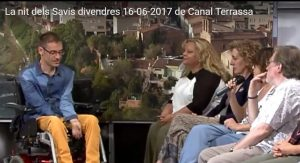 La nit dels Savis divendres 16-06-2017 de Canal Terrassa